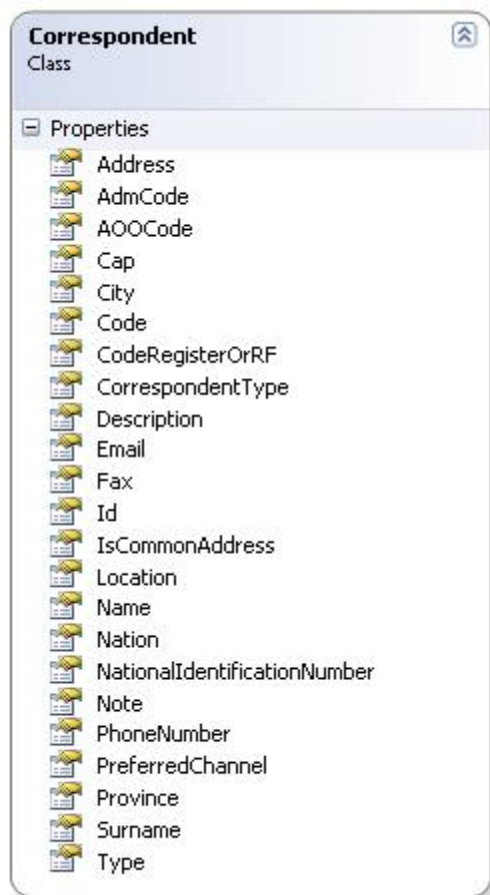 Correspondent
Class
Properties
Address
AdmCode
AOOCode
Cap
City
Code
CodeRegisterOrRF
CorrespondentType
Description
Email
Fax
Id
IsCommonAddress
Location
Name
Nation
NationalIdentificationNumber
Note
PhoneNumber
PreferredChannel
Province
Surname
Type